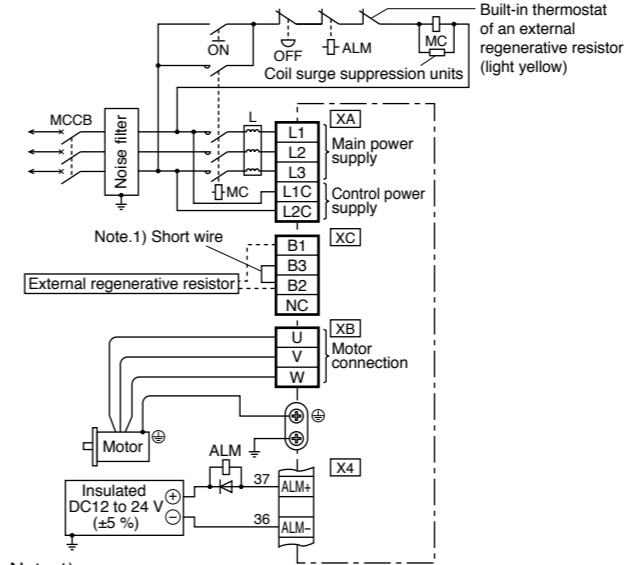 Built-in thermostat
of an external
regenerative resistor
(light yellow)
ON
OFF
ALM
MC
Coil surge suppression units
MCCB
Noise filter
L
MC
XA
L1
L2
L3
Main power
supply
L1C
L2C
Control power
supply
Note.1) Short wire
XC
B1
B3
B2
NC
External regenerative resistor
XB
U
V
W
Motor
connection
Motor
ALM
X4
37
ALM+
36
ALM−
Insulated
DC12 to 24 V
(±5 %)
+
−